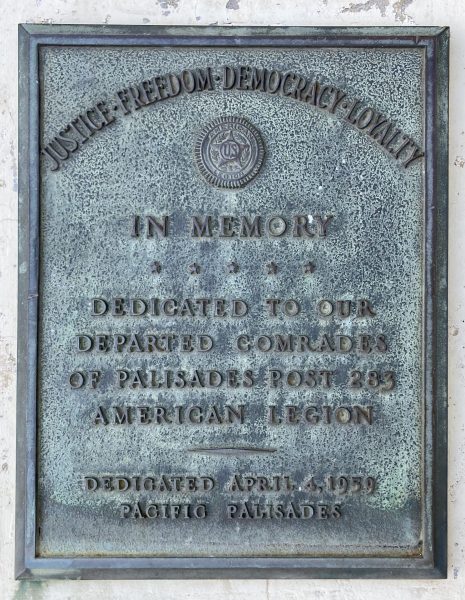 JUSTICE · FREEDOM · DEMOCRACY · LOYALTY
US
IN MEMORY
DEDICATED TO OUR
DEPARTED COMRADES
OF PALISADES POST 283
AMERICAN LEGION
DEDICATED APRIL 4, 1959
PACIFIC PALISADES